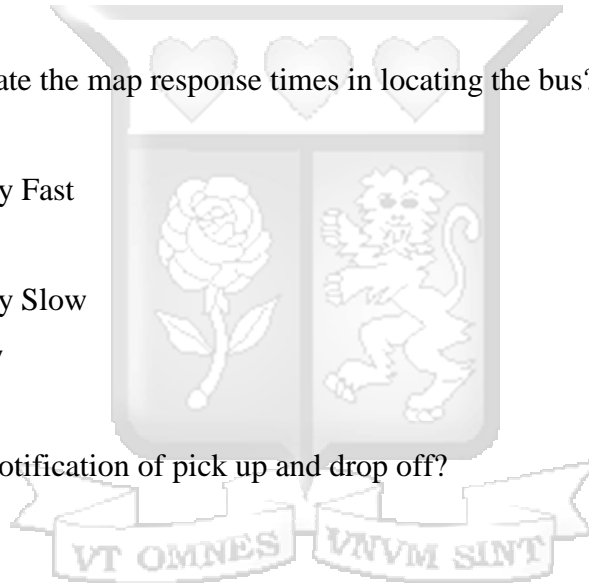 ate the map response times in locating the bus?
y Fast
y Slow
otification of pick up and drop off?
VT OMNES VNVM SINT